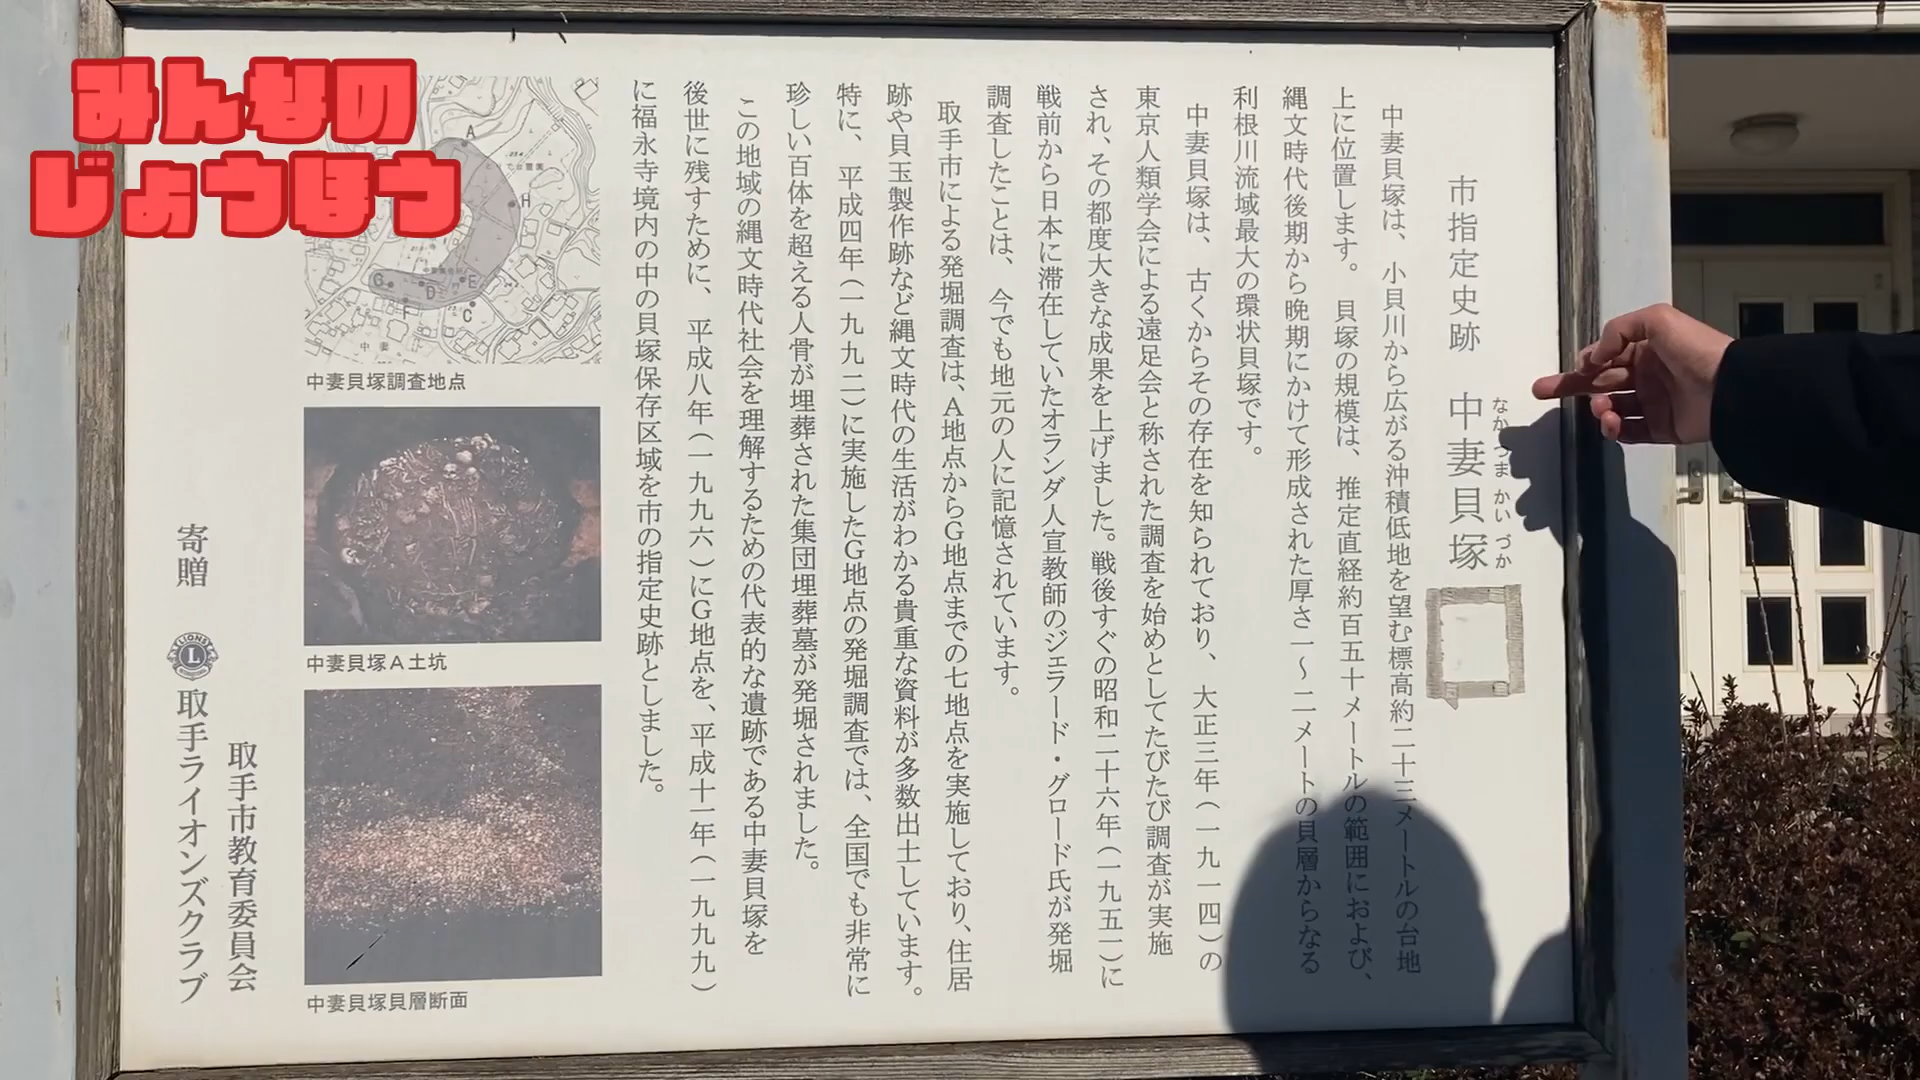 みんなの
じょうほう
市指定史跡 中妻貝塚
なかつま かいづか
中妻貝塚は、小貝川から広がる沖積低地を望む標高約二十三メートルの台地
上に位置します。貝塚の規模は、推定直経約百五十メートルの範囲におよび、
縄文時代後期から晩期にかけて形成された厚さ一～二メートの貝層からなる
利根川流域最大の環状貝塚です。
中妻貝塚は、古くからその存在を知られており、大正三年(一九一四)の
東京人類学会による遠足会と称された調査を始めとしてたびたび調査が実施
され、その都度大きな成果を上げました。戦後すぐの昭和二十六年(一九五一)に
戦前から日本に滞在していたオランダ人宣教師のジェラード・グロード氏が発堀
調査したことは、今でも地元の人に記憶されています。
取手市による発堀調査は、A地点からG地点までの七地点を実施しており、住居
跡や貝玉製作跡など縄文時代の生活がわかる貴重な資料が多数出土しています。
特に、平成四年(一九九二)に実施したG地点の発掘調査では、全国でも非常に
珍しい百体を超える人骨が埋葬された集団埋葬墓が発堀されました。
この地域の縄文時代社会を理解するための代表的な遺跡である中妻貝塚を
後世に残すために、平成八年(一九九六)にG地点を、平成十一年(一九九九)
に福永寺境内の中の貝塚保存区域を市の指定史跡としました。
A
H
G
D
E
F
C
中妻
中妻貝塚調査地点
中妻貝塚A土坑
中妻貝塚貝層断面
取手市教育委員会
寄贈 取手ライオンズクラブ
LIONS
L